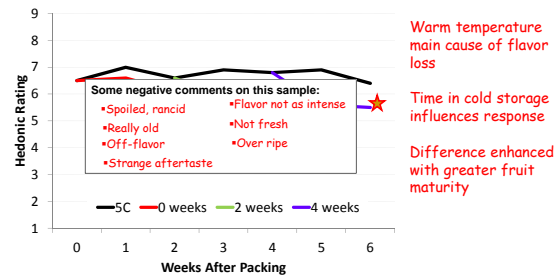 9
8
7
6
5
4
3
2
1
Hedonic Rating
Some negative comments on this sample:
▪Spoiled, rancid
▪Really old
▪Off-flavor
▪Strange aftertaste
▪Flavor not as intense
▪Not fresh
▪Over ripe
5C 0 weeks 2 weeks 4 weeks
0 1 2 3 4 5 6
Weeks After Packing
Warm temperature
main cause of flavor
loss
Time in cold storage
influences response
Difference enhanced
with greater fruit
maturity